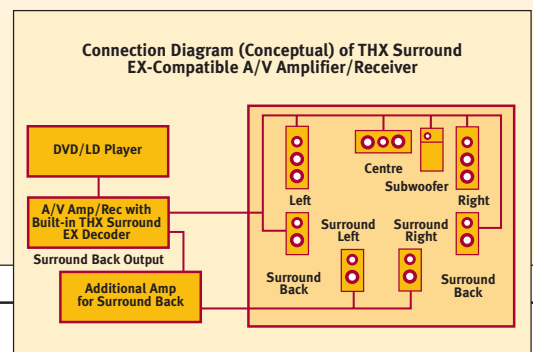 Connection Diagram (Conceptual) of THX Surround
EX-Compatible A/V Amplifier/Receiver
DVD/LD Player
A/V Amp/Rec with
Built-in THX Surround
EX Decoder
Surround Back Output
Additional Amp
for Surround Back
Left
Centre
Subwoofer
Right
Surround
Left
Surround
Right
Surround
Back
Surround
Back